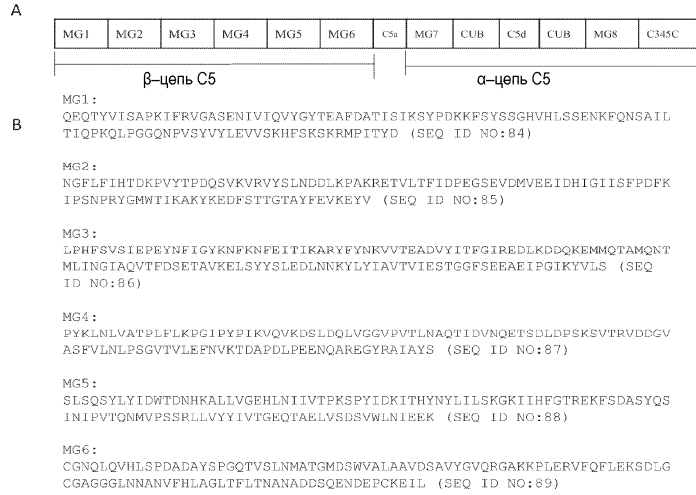 A
MG1 MG2 MG3 MG4 MG5 MG6 C5a MG7 CUB C5d CUB MG8 C345C
β–цепь C5 α–цепь C5
MG1:
B
QEQTYVISAPKIFRVGASENIVIQVYGYTEAFDATISIKSYPDKKFSYSSGHVHLSSENKFQNSAIL
TIQPKQLPGGQNPVSYVYLEVVSKHFSKSKRMPITYD (SEQ ID NO:84)
MG2:
NGFLFIHTDKPVYTPDQSVKVRVYSLNDDLKPAKRETVLTFIDPEGSEVDMVEEIDHIGIISFPDFK
IPSNPRYGMWTIKAKYKEDFSTTGTAYFEVKEYV (SEQ ID NO:85)
MG3:
LPHFSVSIEPEYNFIGYKNFKNFEITIKARYFYNKVVTEADVYITFGIREDLKDDQKEMMQTAMQNT
MLINGIAQVTFDSETAVKELSYYSLEDLNNKYLYIAVTVIESTGGFSEEAEIPGIKYVLS (SEQ
ID NO:86)
MG4:
PYKLNLVATPLFLKPGIPYPIKVQVKDSLDQLVGGVPVTLNAQTIDVNQETSDLDPSKSVTRVDDGV
ASFVLNLPSGVTVLEFNVKTDAPDLPEENQAREGYRAIAYS (SEQ ID NO:87)
MG5:
SLSQSYLYIDWTDNHKALLVGEHLNIIVTPKSPYIDKITHYNYLILSKGKIIHFGTREKFSDASYQS
INIPVTQNMVPSSRLLVYYIVTGEQTAELVSDSVWLNIEEK (SEQ ID NO:88)
MG6:
CGNQLQVHLSPDADAYSPGQTVSLNMATGMDSWVALAAVDSAVYGVQRGAKKPLERVFQFLEKSDLG
CGAGGGLNNANVFHLAGLTFLTNANADDSQENDEPCKEIL (SEQ ID NO:89)